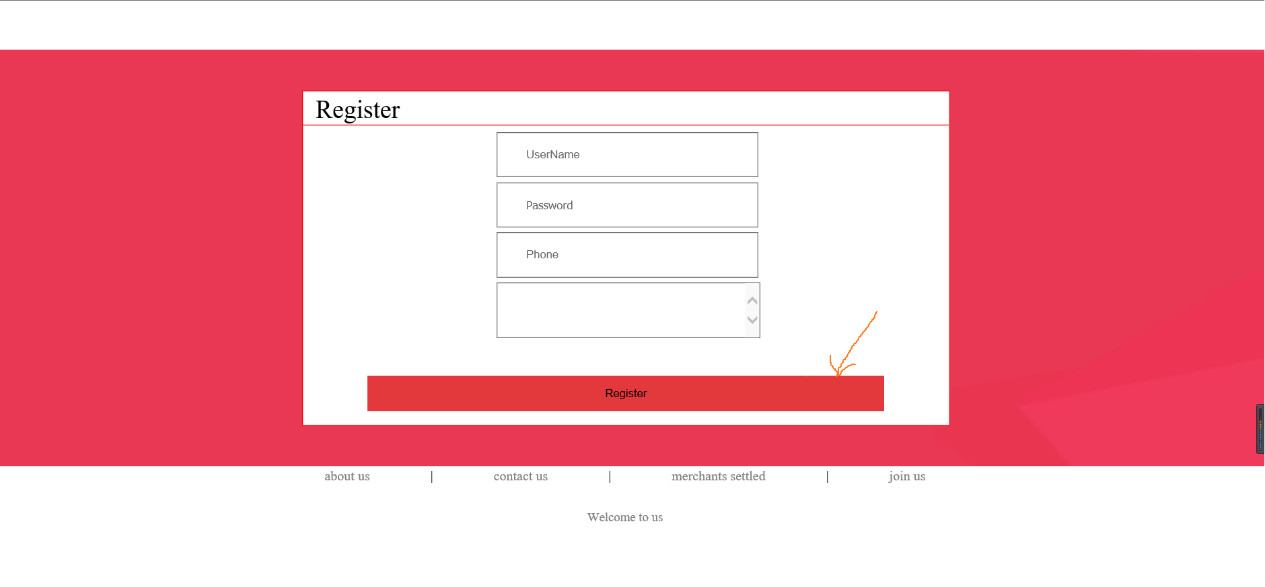 Register
UserName
Password
Phone
Register
about us | contact us | merchants settled | join us
Welcome to us